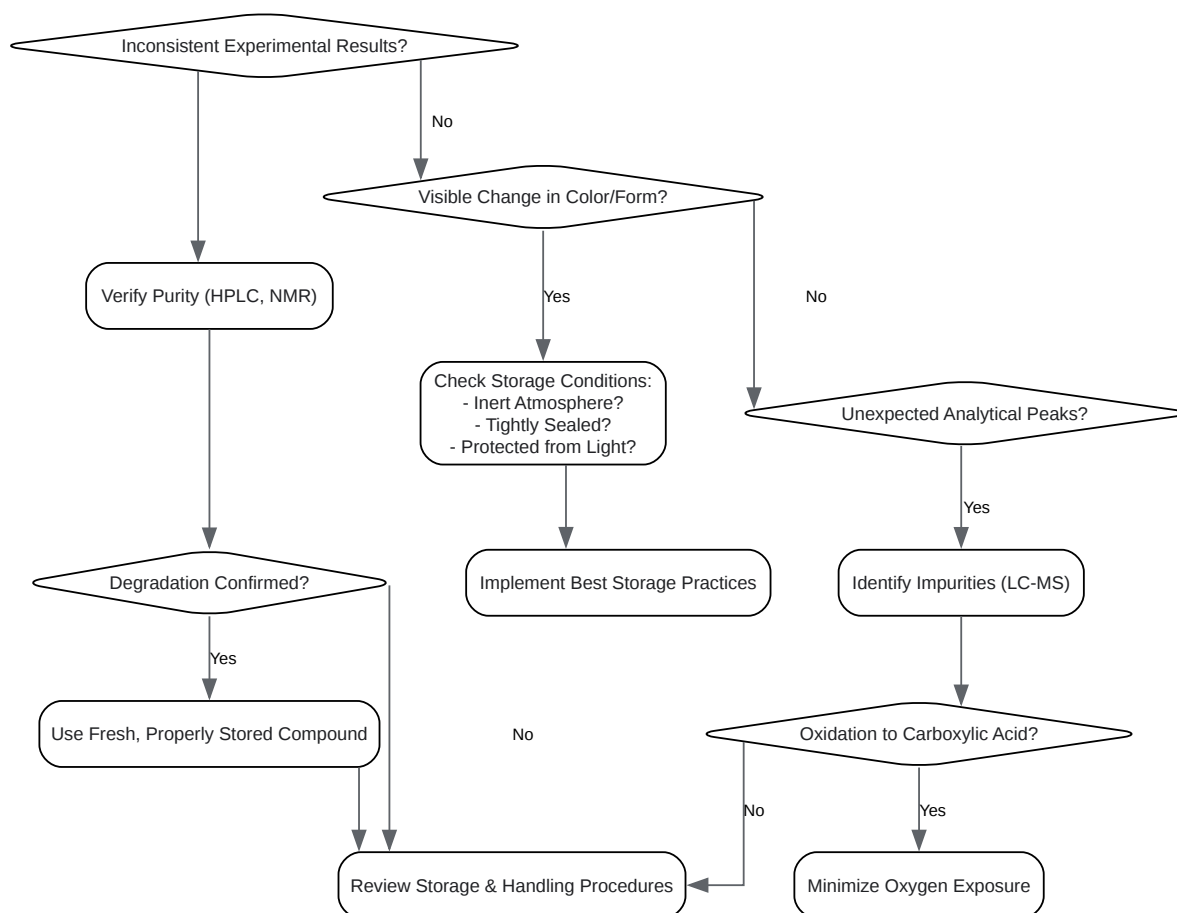 Inconsistent Experimental Results?
No
Visible Change in Color/Form?
Verify Purity (HPLC, NMR)
Yes
No
Check Storage Conditions:
- Inert Atmosphere?
- Tightly Sealed?
- Protected from Light?
Unexpected Analytical Peaks?
Yes
Degradation Confirmed?
Implement Best Storage Practices
Identify Impurities (LC-MS)
Yes
Use Fresh, Properly Stored Compound
No
Oxidation to Carboxylic Acid?
No
Yes
Review Storage & Handling Procedures
Minimize Oxygen Exposure